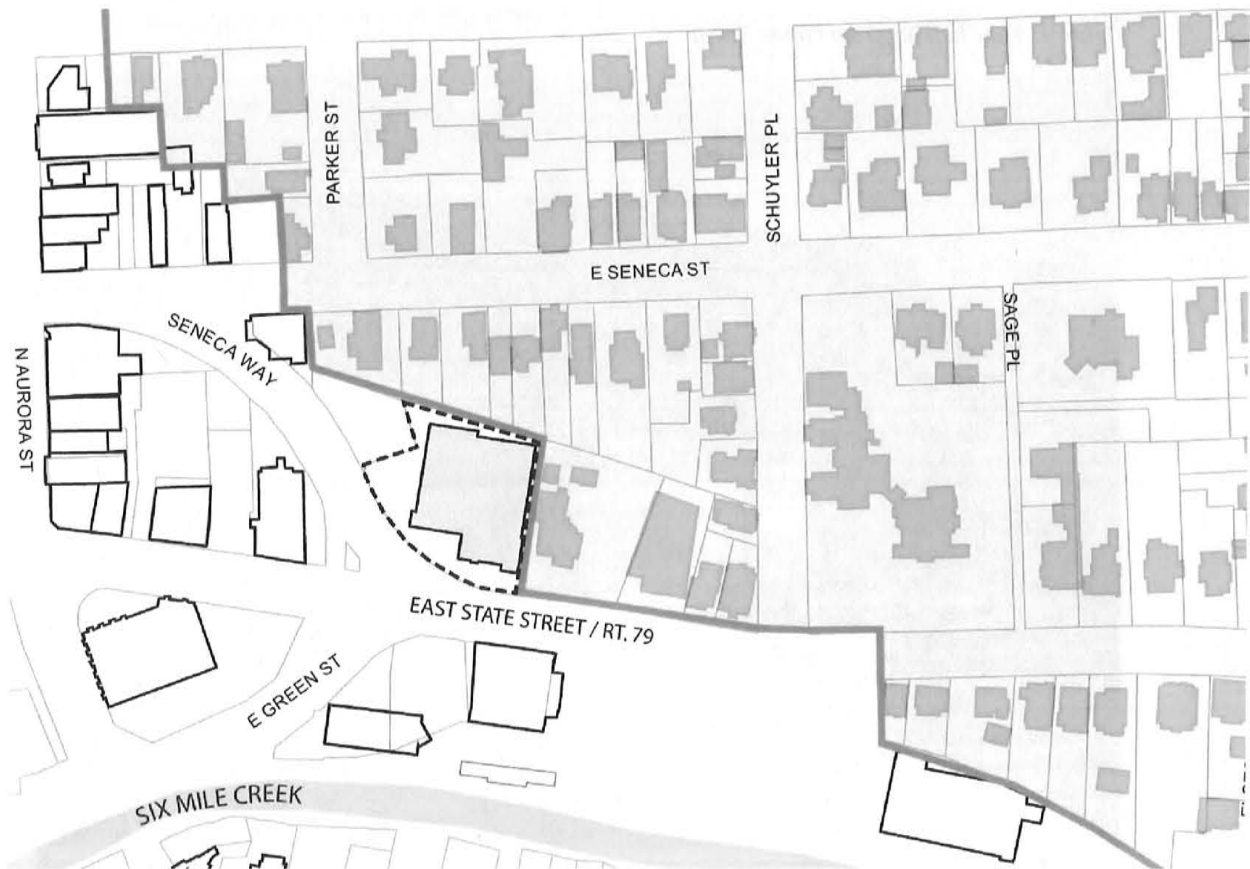 PARKER ST
SCHUYLER PL
E SENECA ST
SENECA WAY
SAGE PL
N AURORA ST
EAST STATE STREET / RT. 79
E GREEN ST
SIX MILE CREEK